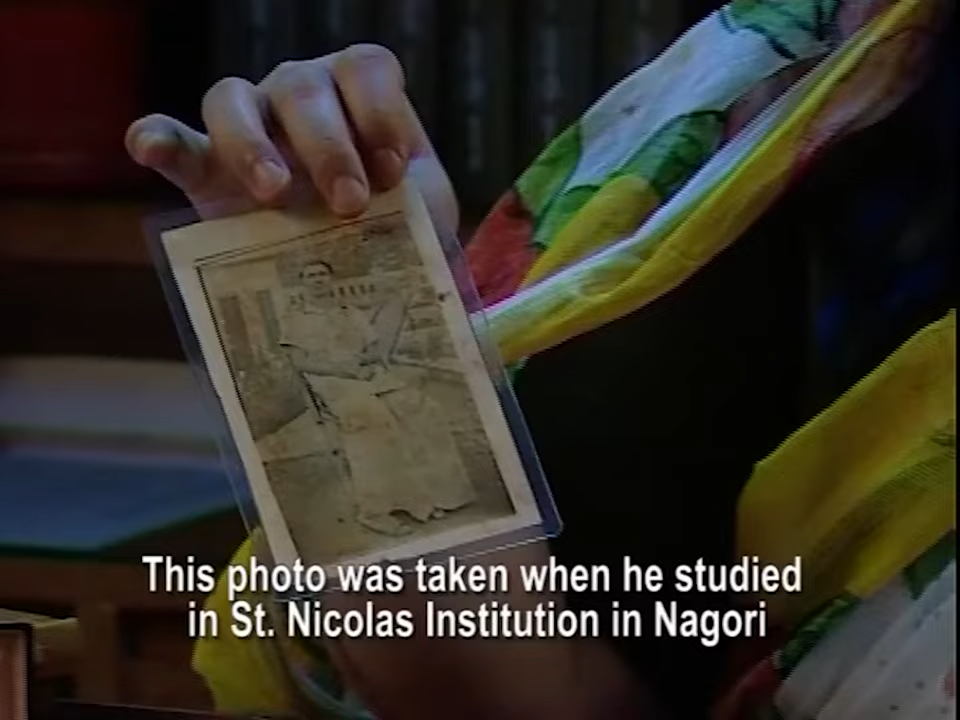 This photo was taken when he studied
in St. Nicolas Institution in Nagori